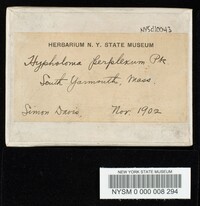 NYSf10043
HERBARIUM N. Y. STATE MUSEUM
Hypholoma perplexum Pk
South Yarmouth, Mass.
Simon Davis, Nov. 1902
NEW YORK STATE MUSEUM
NYSM 0 000 008 294